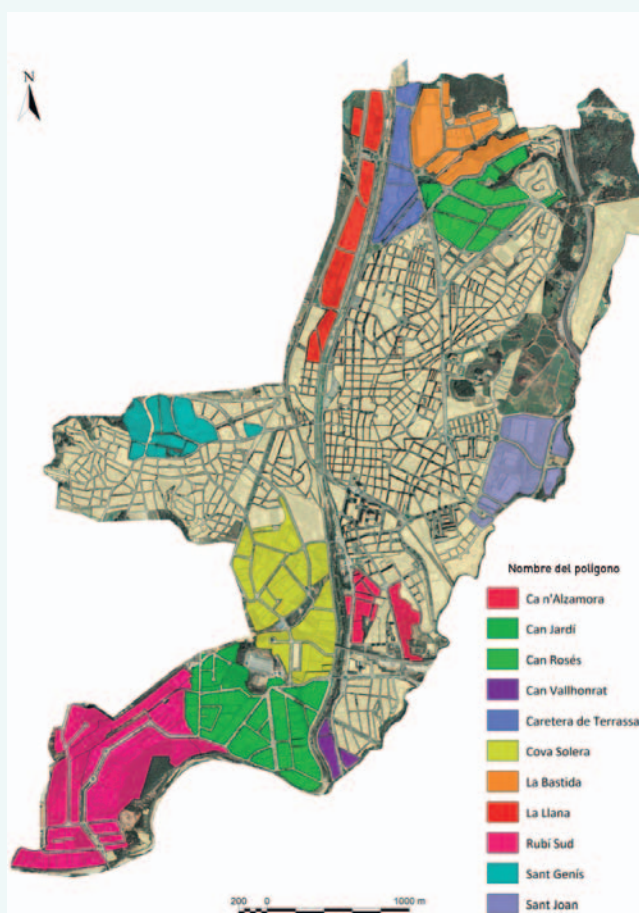 N
Nombre del polígono
Ca n'Alzamora
Can Jardí
Can Rosés
Can Vallhonrat
Caretera de Terrassa
Cova Solera
La Bastida
La Llana
Rubí Sud
Sant Genís
Sant Joan
200 0 1000 m